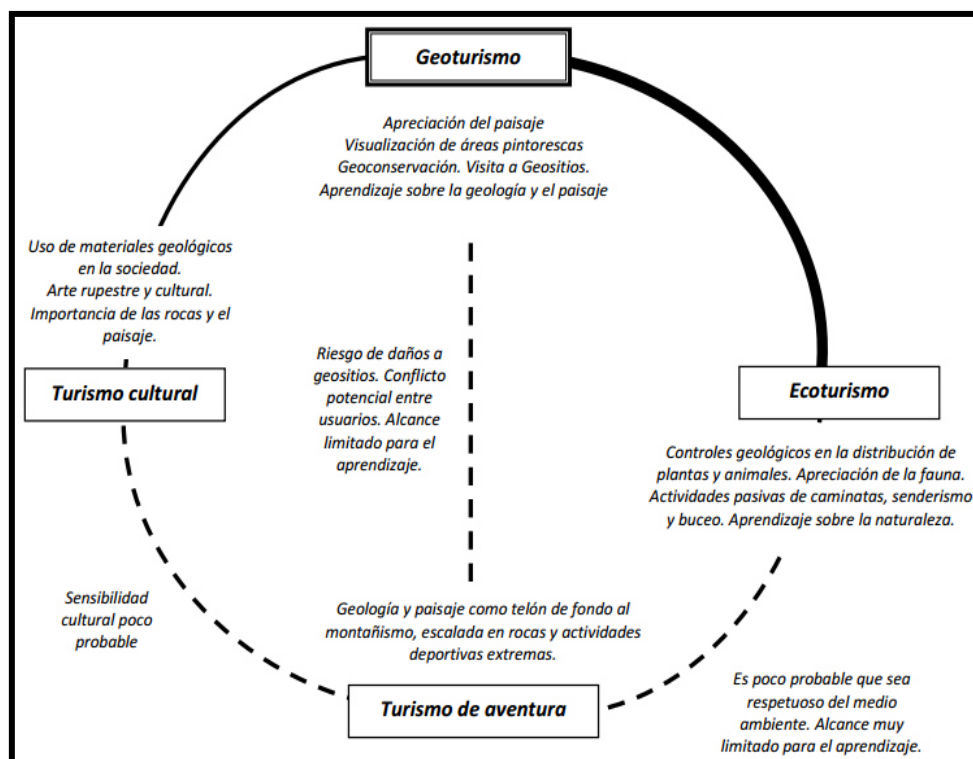 Geoturismo
Apreciación del paisaje
Visualización de áreas pintorescas
Geoconservación. Visita a Geositios.
Aprendizaje sobre la geología y el paisaje
Uso de materiales geológicos
en la sociedad.
Arte rupestre y cultural.
Importancia de las rocas y el
paisaje.
Turismo cultural
Riesgo de daños a
geositios. Conflicto
potencial entre
usuarios. Alcance
limitado para el
aprendizaje.
Ecoturismo
Controles geológicos en la distribución de
plantas y animales. Apreciación de la fauna.
Actividades pasivas de caminatas, senderismo
y buceo. Aprendizaje sobre la naturaleza.
Sensibilidad
cultural poco
probable
Geología y paisaje como telón de fondo al
montañismo, escalada en rocas y actividades
deportivas extremas.
Turismo de aventura
Es poco probable que sea
respetuoso del medio
ambiente. Alcance muy
limitado para el aprendizaje.